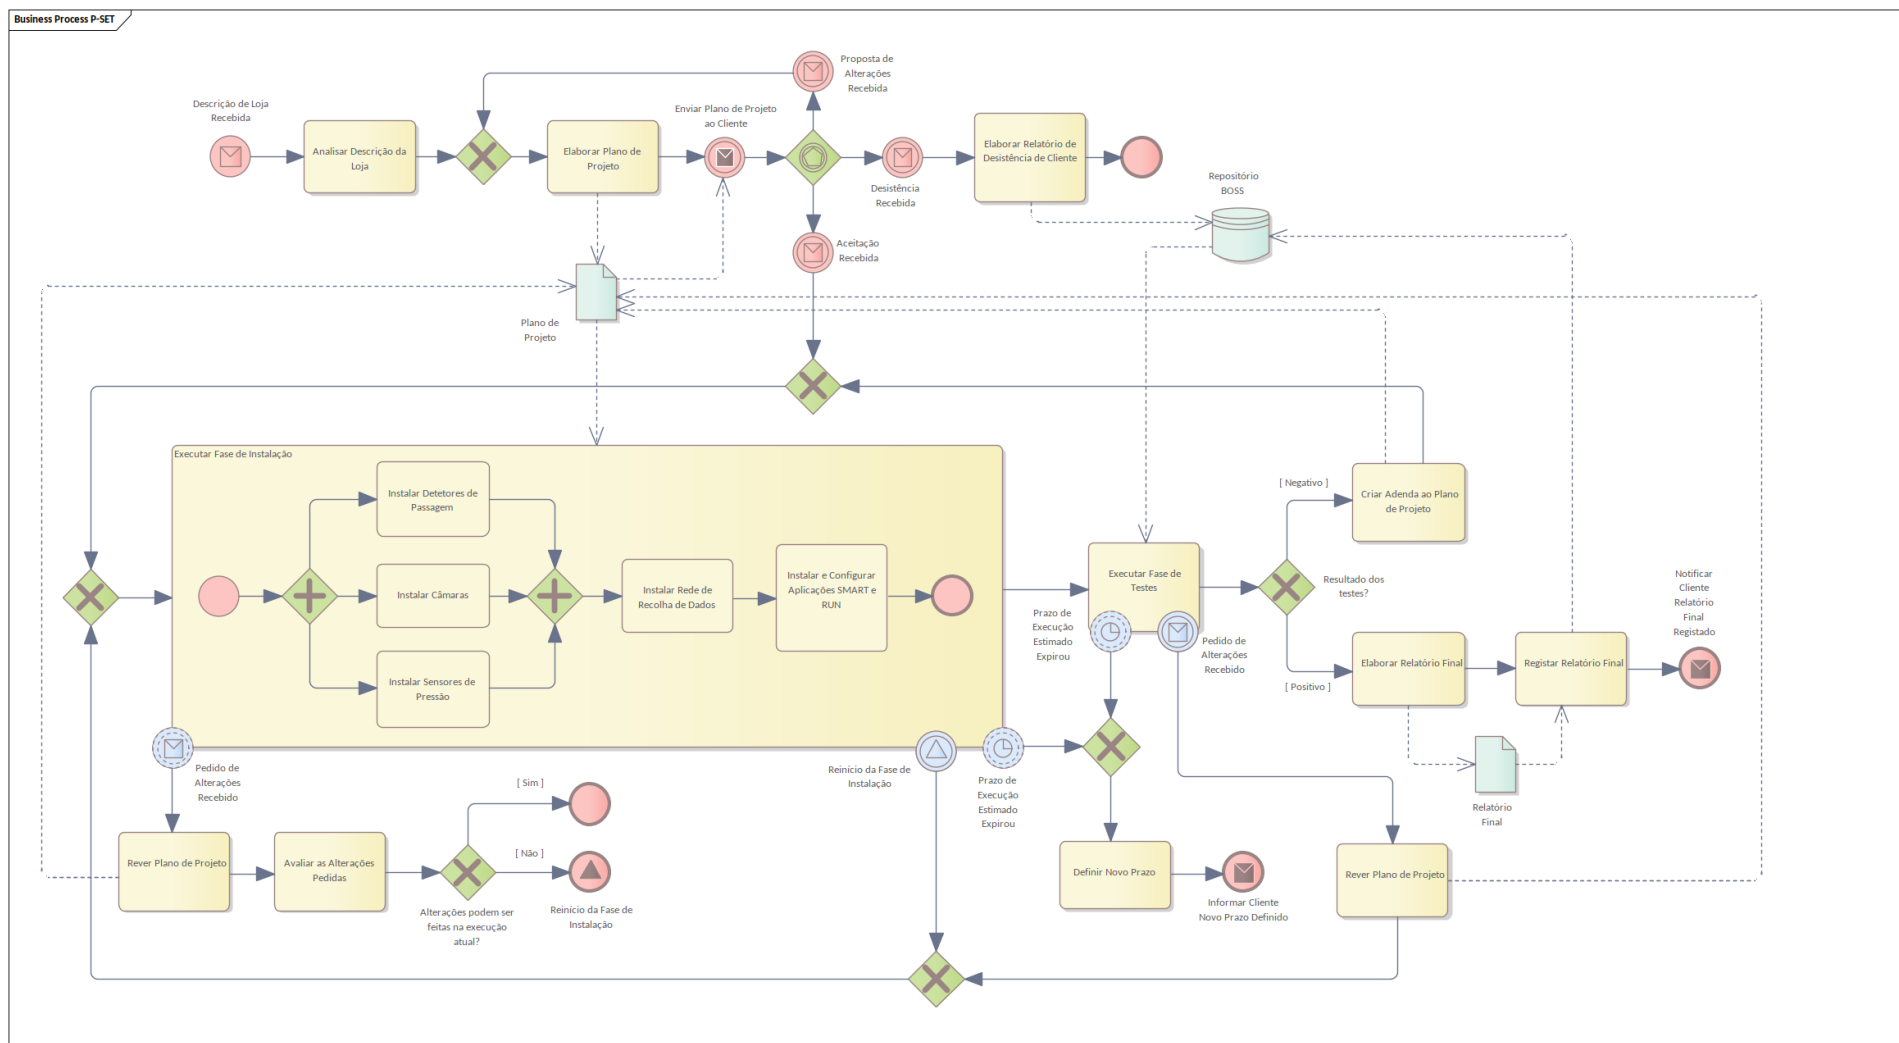 Business Process P-SET
Proposta de
Alterações
Recebida
Descrição de Loja
Recebida
Enviar Plano de Projeto
ao Cliente
Analisar Descrição da
Loja
Elaborar Plano de
Projeto
Elaborar Relatório de
Desistência de Cliente
Desistência
Recebida
Repositório
BOSS
Aceitação
Recebida
Plano de
Projeto
Executar Fase de Instalação
Instalar Detetores de
Passagem
Instalar Câmaras
Instalar Sensores de
Pressão
Instalar Rede de
Recolha de Dados
Instalar e Configurar
Aplicações SMART e
RUN
Executar Fase de
Testes
Prazo de
Execução
Estimado
Expirou
Pedido de
Alterações
Recebido
[ Negativo ]
Criar Adenda ao Plano
de Projeto
Resultado dos
testes?
[ Positivo ]
Elaborar Relatório Final
Registar Relatório Final
Notificar
Cliente
Relatório
Final
Registado
Relatório
Final
Pedido de
Alterações
Recebido
Reinício da Fase de
Instalação
Prazo de
Execução
Estimado
Expirou
Rever Plano de Projeto
Avaliar as Alterações
Pedidas
[ Sim ]
[ Não ]
Alterações podem ser
feitas na execução
atual?
Reinício da Fase de
Instalação
Definir Novo Prazo
Informar Cliente
Novo Prazo Definido
Rever Plano de Projeto